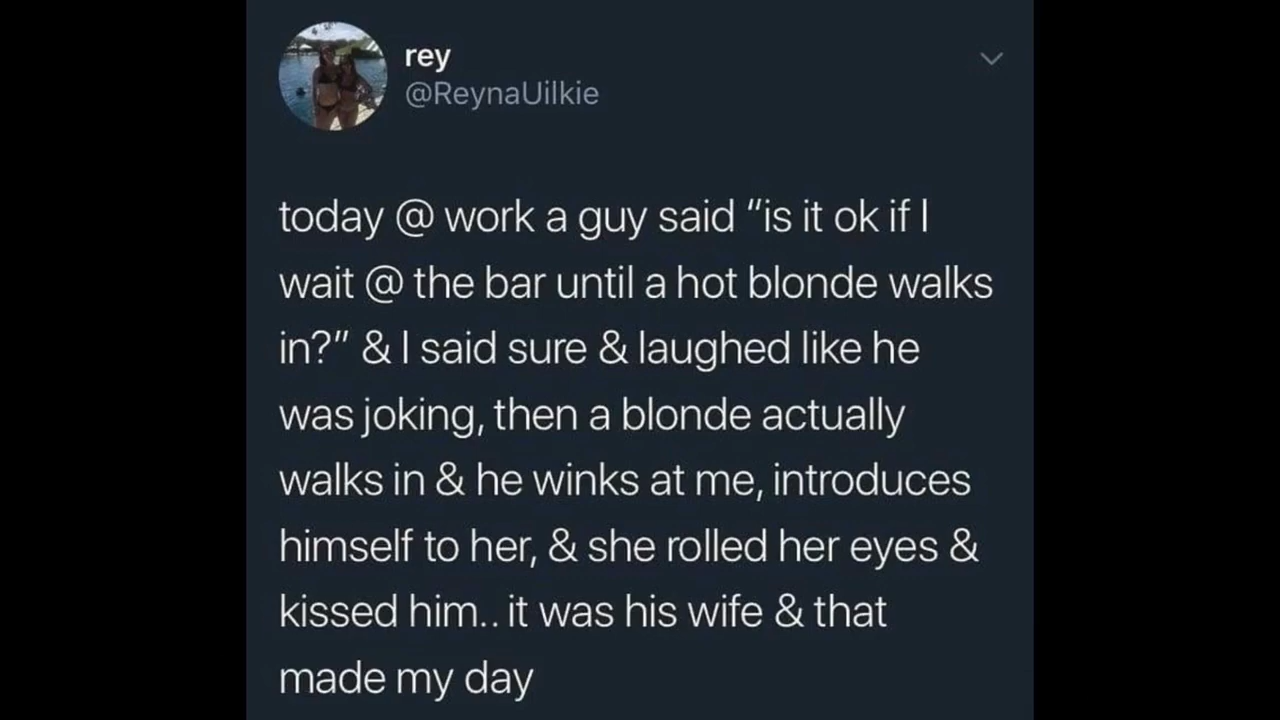 rey
@ReynaUilkie
today @ work a guy said "is it ok if I
wait @ the bar until a hot blonde walks
in?" & I said sure & laughed like he
was joking, then a blonde actually
walks in & he winks at me, introduces
himself to her, & she rolled her eyes &
kissed him.. it was his wife & that
made my day